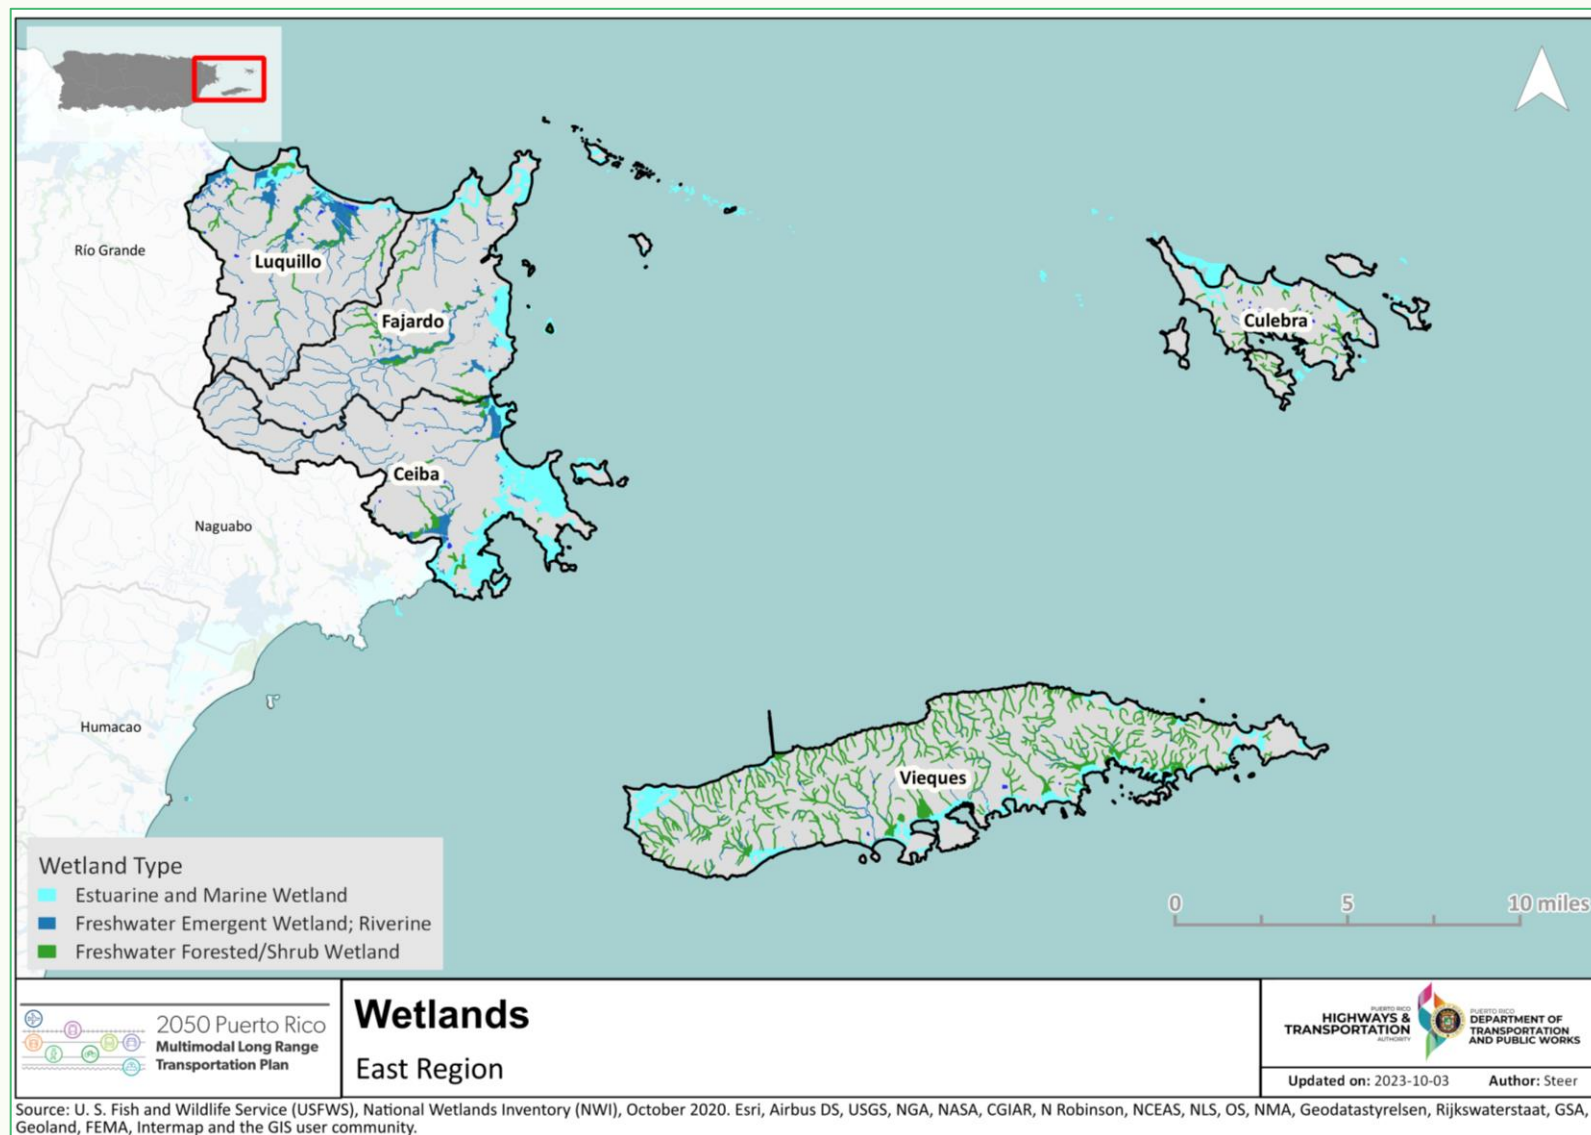 Río Grande
Luquillo
Fajardo
Culebra
Ceiba
Naguabo
Humacao
Vieques
Wetland Type
Estuarine and Marine Wetland
Freshwater Emergent Wetland; Riverine
Freshwater Forested/Shrub Wetland
0 5 10 miles
2050 Puerto Rico
Multimodal Long Range
Transportation Plan
Wetlands
East Region
PUERTO RICO
HIGHWAYS &
TRANSPORTATION
AUTHORITY
PUERTO RICO
DEPARTMENT OF
TRANSPORTATION
AND PUBLIC WORKS
Updated on: 2023-10-03 Author: Steer
Source: U. S. Fish and Wildlife Service (USFWS), National Wetlands Inventory (NWI), October 2020. Esri, Airbus DS, USGS, NGA, NASA, CGIAR, N Robinson, NCEAS, NLS, OS, NMA, Geodatastyrelsen, Rijkswaterstaat, GSA,
Geoland, FEMA, Intermap and the GIS user community.